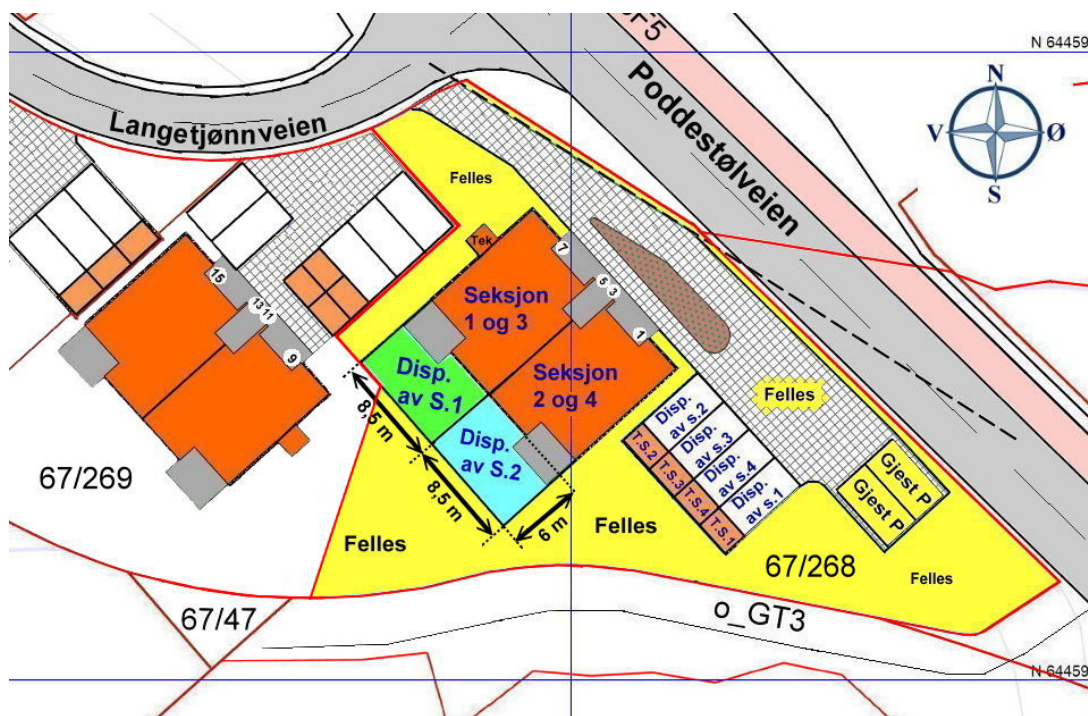 N 64459
N
V
Ø
S
Langetjønnveien
Poddestølveien
Felles
Tek
7
5
3
1
15
13
11
9
Seksjon
1 og 3
Seksjon
2 og 4
Disp.
av S.1
Disp.
av S.2
8,5 m
8,5 m
6 m
Felles
Disp.
av s.2
Disp.
av s.3
Disp.
av s.4
Disp.
av s.1
T.S.2
T.S.3
T.S.4
T.S.1
Gjest P
Gjest P
67/269
Felles
Felles
67/268
Felles
67/47
o_GT3
N 64459